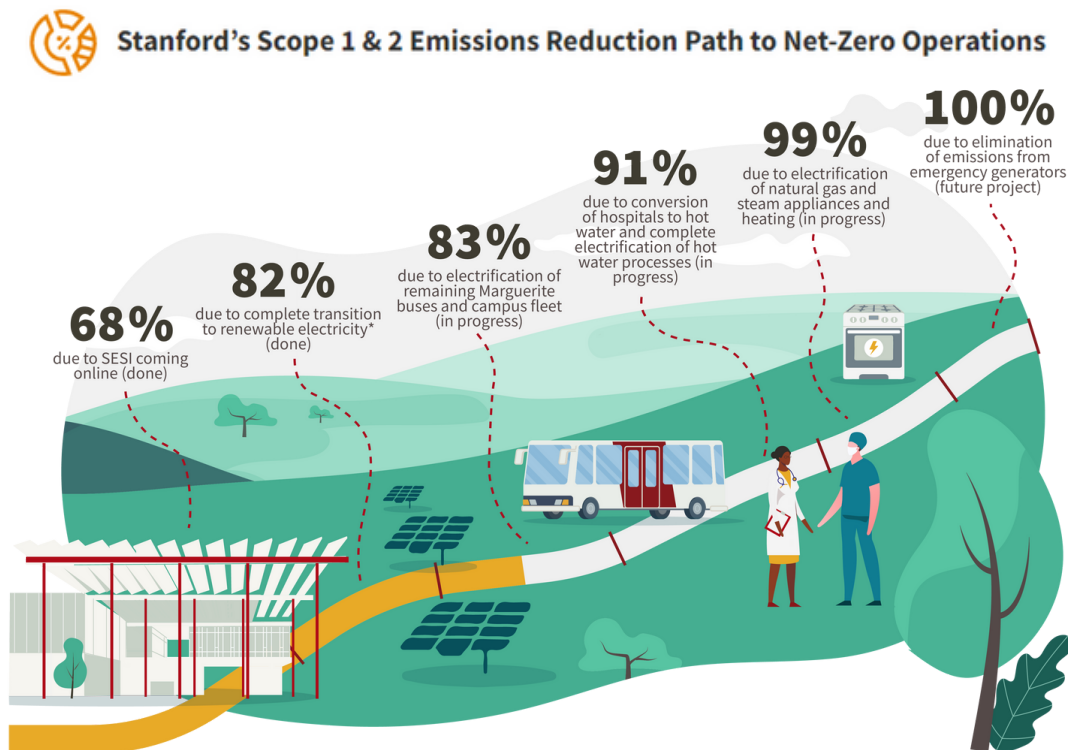 Stanford's Scope 1 & 2 Emissions Reduction Path to Net-Zero Operations
68%
due to SESI coming
online (done)
82%
due to complete transition
to renewable electricity*
(done)
83%
due to electrification of
remaining Marguerite
buses and campus fleet
(in progress)
91%
due to conversion
of hospitals to hot
water and complete
electrification of hot
water processes (in
progress)
99%
due to electrification
of natural gas and
steam appliances and
heating (in progress)
100%
due to elimination
of emissions from
emergency generators
(future project)